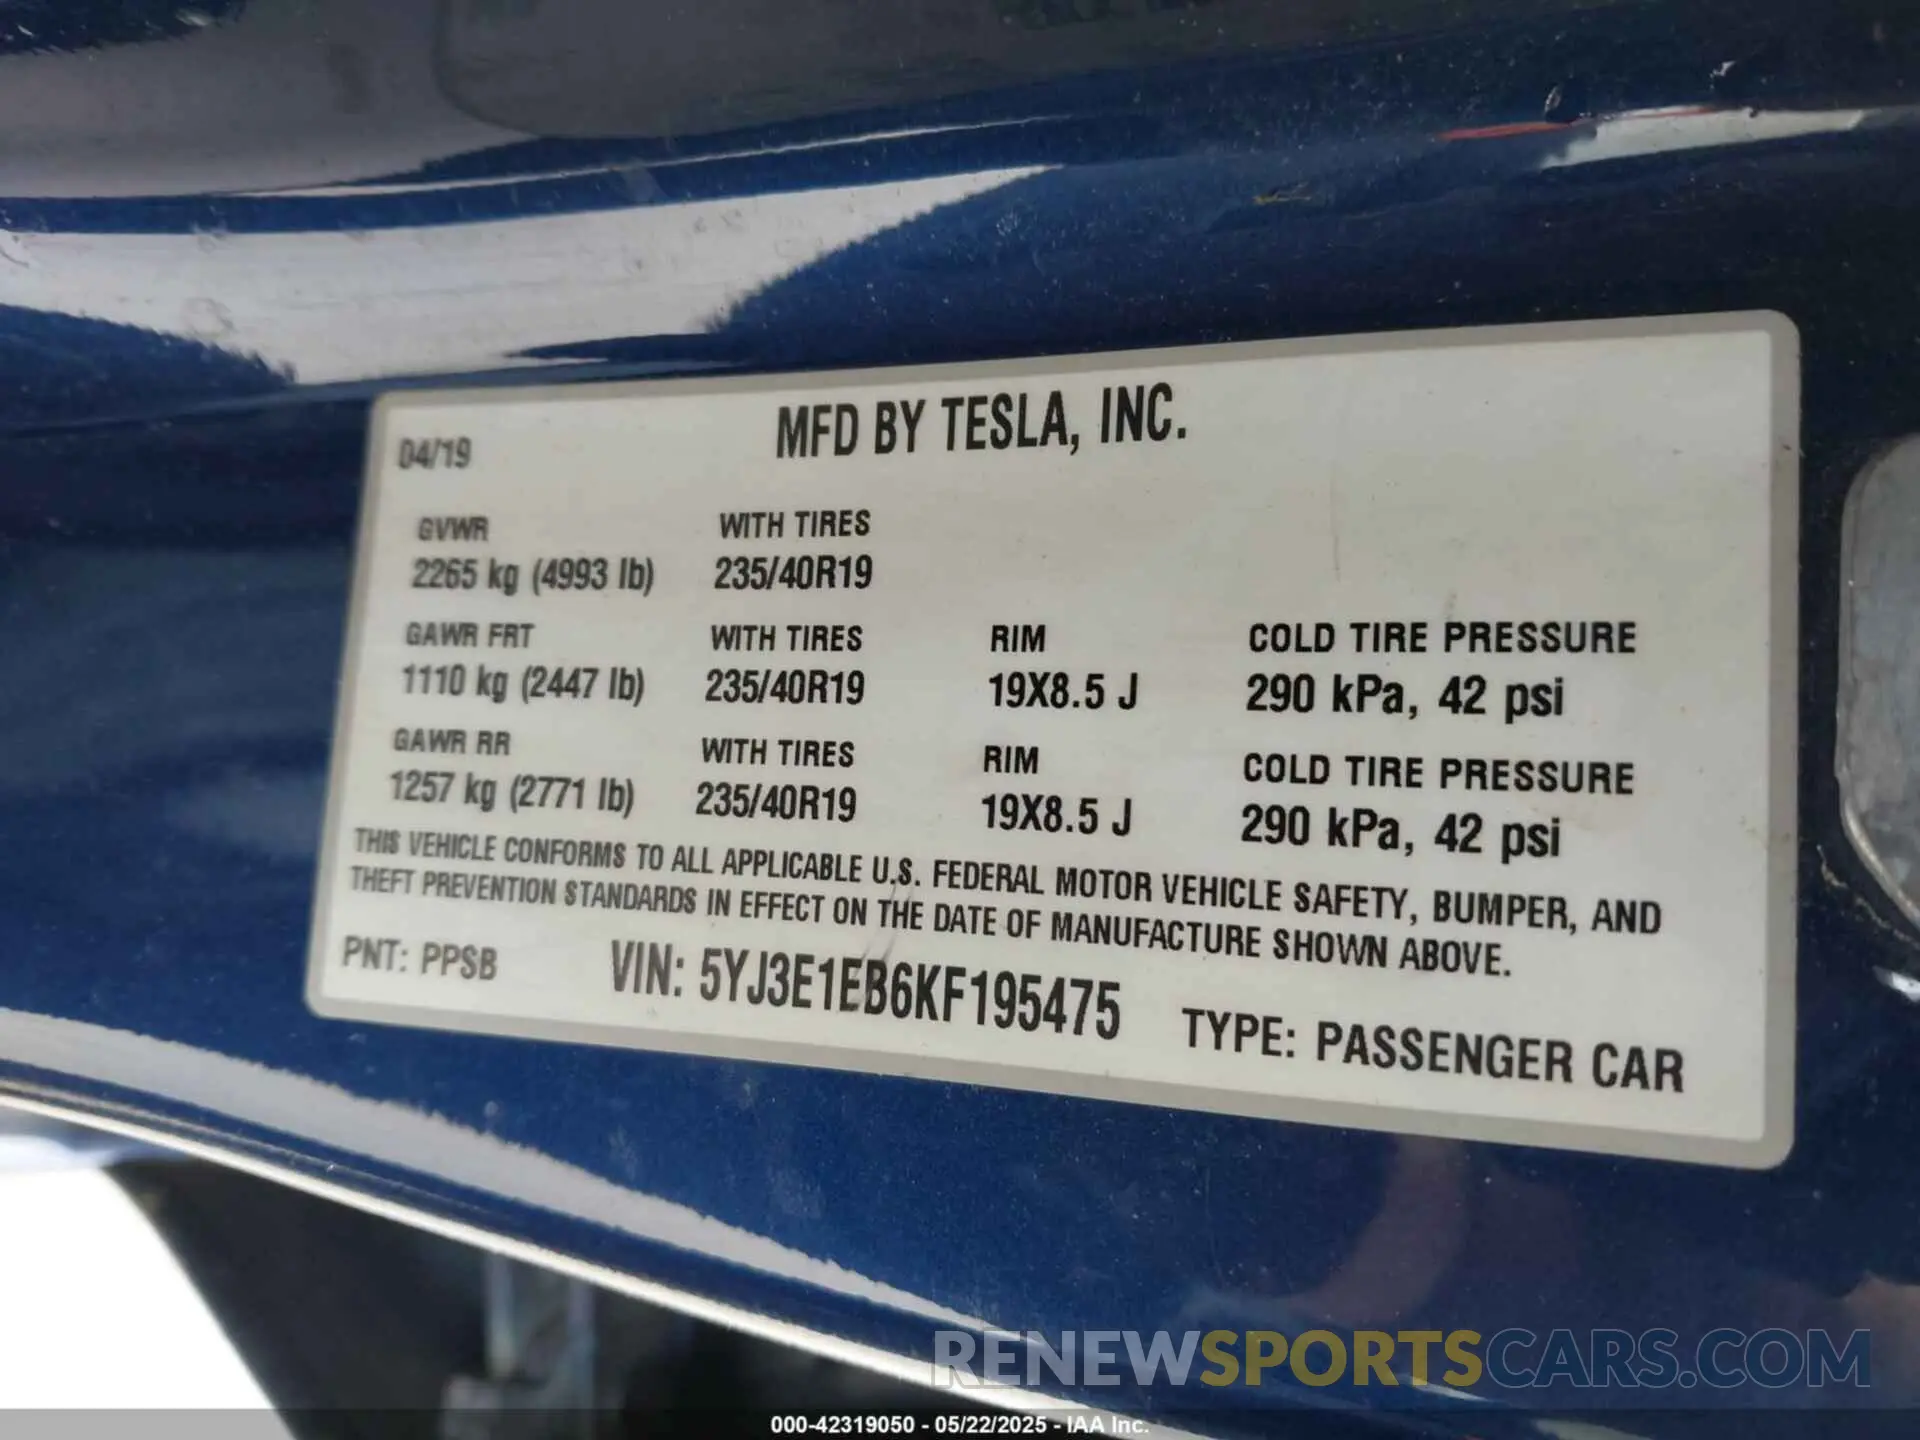 MFD BY TESLA, INC.
04/19
GVWR WITH TIRES
2265 kg (4993 lb) 235/40R19
GAWR FRT WITH TIRES RIM COLD TIRE PRESSURE
1110 kg (2447 lb) 235/40R19 19X8.5 J 290 kPa, 42 psi
GAWR RR WITH TIRES RIM COLD TIRE PRESSURE
1257 kg (2771 lb) 235/40R19 19X8.5 J 290 kPa, 42 psi
THIS VEHICLE CONFORMS TO ALL APPLICABLE U.S. FEDERAL MOTOR VEHICLE SAFETY, BUMPER, AND
THEFT PREVENTION STANDARDS IN EFFECT ON THE DATE OF MANUFACTURE SHOWN ABOVE.
PNT: PPSB VIN: 5YJ3E1EB6KF195475 TYPE: PASSENGER CAR
RENEWSPORTSCARS.COM
000-42319050 - 05/22/2025 - IAA Inc.